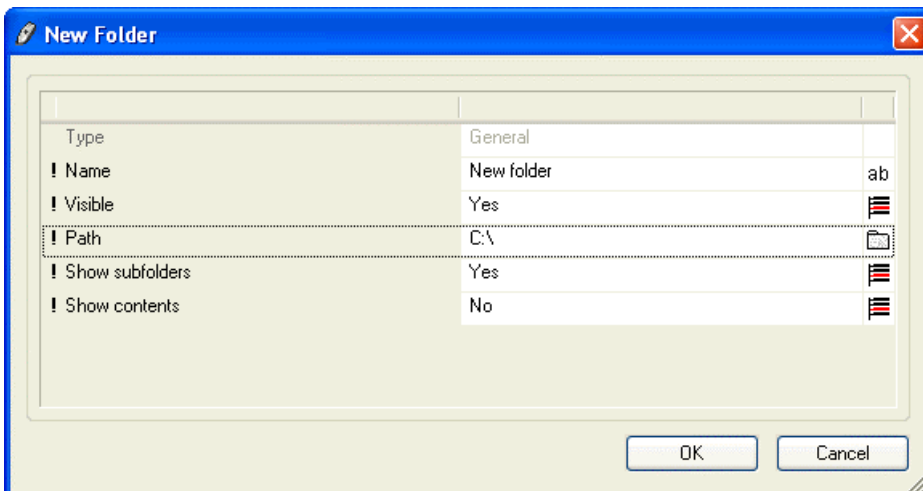 New Folder
Type General
! Name New folder ab
! Visible Yes
! Path C:\
! Show subfolders Yes
! Show contents No
OK Cancel